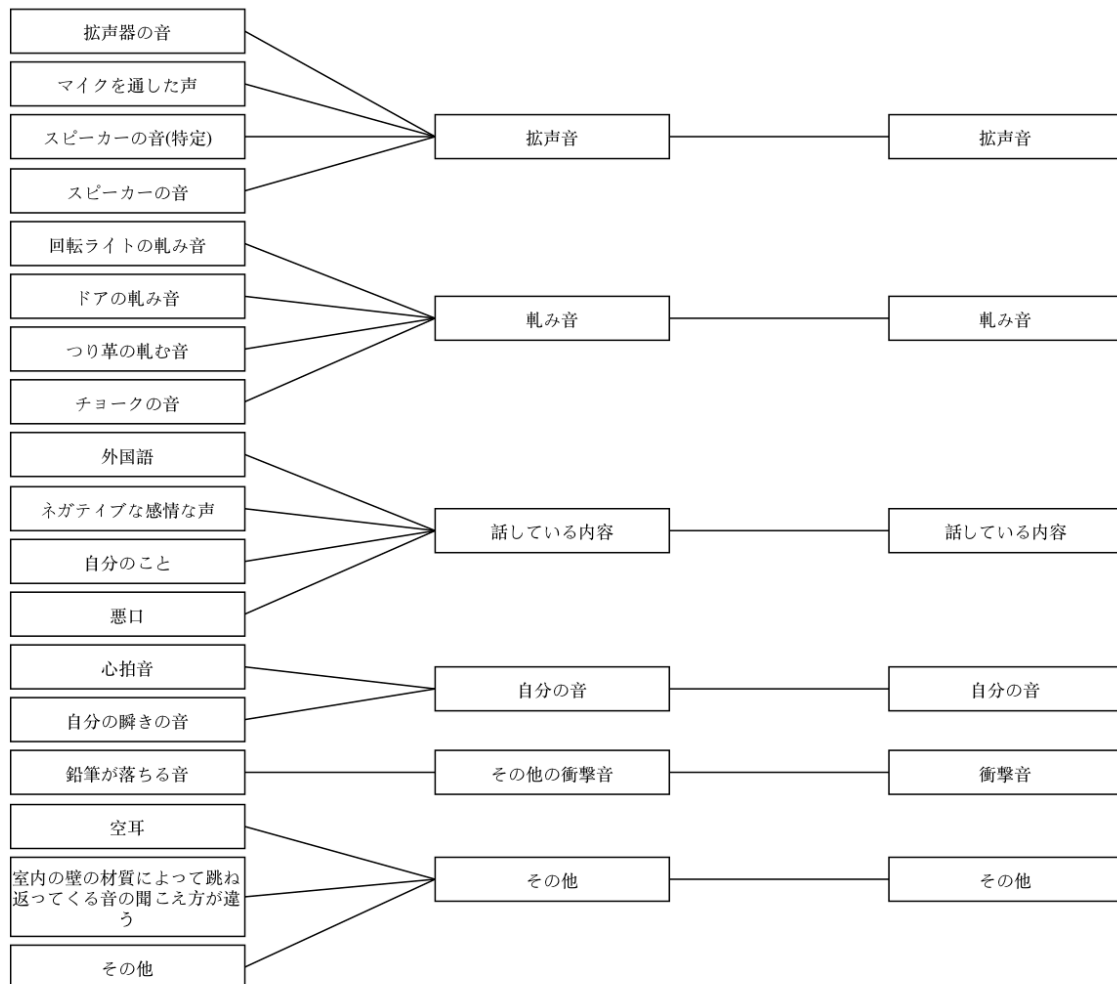 拡声器の音
マイクを通した声
スピーカーの音(特定)
スピーカーの音
拡声音
拡声音
回転ライトの軋み音
ドアの軋み音
つり革の軋む音
チョークの音
軋み音
軋み音
外国語
ネガティブな感情な声
自分のこと
悪口
話している内容
話している内容
心拍音
自分の瞬きの音
自分の音
自分の音
鉛筆が落ちる音
その他の衝撃音
衝撃音
空耳
室内の壁の材質によって跳ね
返ってくる音の聞こえ方が違
う
その他
その他
その他